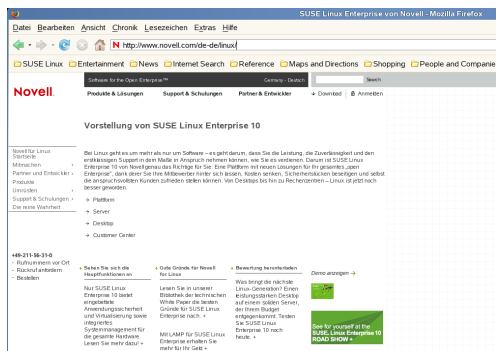 SUSE Linux Enterprise von Novell - Mozilla Firefox
Datei Bearbeiten Ansicht Chronik Lesezeichen Extras Hilfe
N http://www.novell.com/de-de/linux/
SUSE Linux Entertainment News Internet Search Reference Maps and Directions Shopping People and Companie
Software for the Open Enterprise™ Germany - Deutsch Search
Novell.
Produkte & Lösungen Support & Schulungen Partner & Entwickler Download Anmelden
Vorstellung von SUSE Linux Enterprise 10
Novell für Linux
Startseite
Mitmachen
Partner und Entwickler
Produkte
Umrüsten
Support & Schulungen
Die reine Wahrheit
Bei Linux geht es um mehr als nur um Software – es geht darum, dass Sie die Leistung, die Zuverlässigkeit und den
erstklassigen Support in dem Maße in Anspruch nehmen können, wie Sie es verdienen. Darum ist SUSE Linux
Enterprise 10 von Novell genau das Richtige für Sie: Eine Plattform mit neuen Lösungen für Ihr gesamtes „open
Enterprise", dank derer Sie Ihre Mitbewerber hinter sich lassen, Kosten senken, Sicherheitslücken beseitigen und selbst
die anspruchsvollsten Kunden zufrieden stellen können. Von Desktops bis hin zu Rechenzentren – Linux ist jetzt noch
besser geworden.
→ Plattform
→ Server
→ Desktop
→ Customer Center
+49-211-56-31-0
- Rufnummern vor Ort
- Rückruf anfordern
- Bestellen
Sehen Sie sich die
Hauptfunktionen an
Nur SUSE Linux
Enterprise 10 bietet
eingebettete
Anwendungssicherheit
und Virtualisierung sowie
integriertes
Systemmanagement für
die gesamte Hardware.
Lesen Sie mehr dazu! +
Gute Gründe für Novell
for Linux
Lesen Sie in unserer
Bibliothek der technischen
White Paper die besten
Gründe für SUSE Linux
Enterprise nach. +
Mit LAMP für SUSE Linux
Enterprise erhalten Sie
mehr für Ihr Geld +
Bewertung herunterladen
Was bringt die nächste
Linux-Generation? Einen
leistungsstarken Desktop
auf einem soliden Server,
der Ihrem Budget
entgegenkommt. Testen
Sie SUSE Linux
Enterprise 10 noch
heute. +
Demo anzeigen →
See for yourself at the
SUSE Linux Enterprise 10
ROAD SHOW +